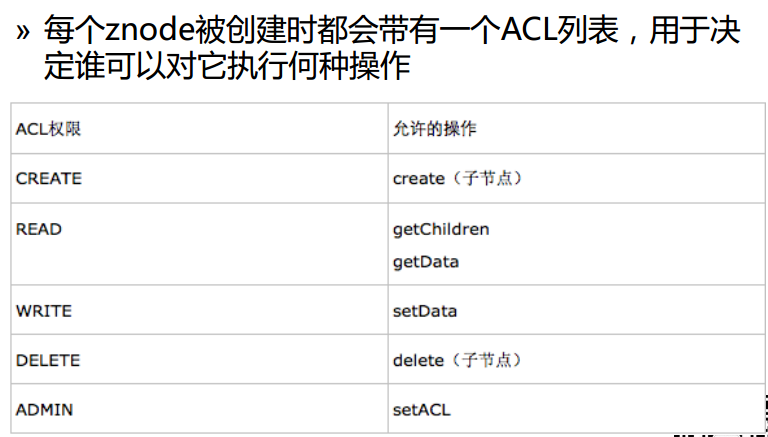 » 每个znode被创建时都会带有一个ACL列表，用于决
定谁可以对它执行何种操作
ACL权限 允许的操作
CREATE create（子节点）
READ getChildren
getData
WRITE setData
DELETE delete（子节点）
ADMIN setACL